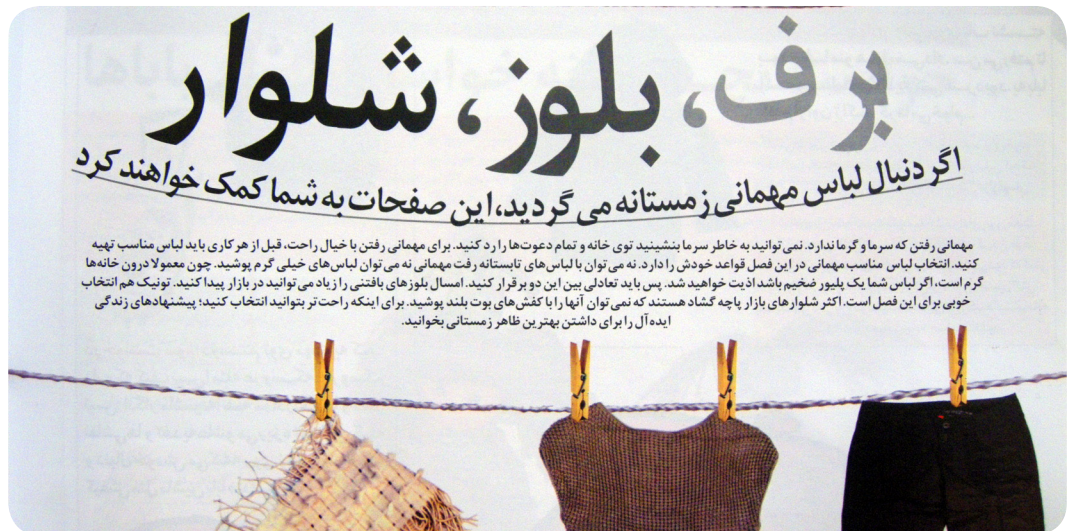 برف، بلوز، شلوار
اگر دنبال لباس مهمانی زمستانه می گردید، این صفحات به شما کمک خواهند کرد
مهمانی رفتن که سرما و گرما ندارد. نمی‌توانید به خاطر سرما بنشینید توی خانه و تمام دعوت‌ها را رد کنید. برای مهمانی رفتن با خیال راحت، قبل از هر کاری باید لباس مناسب تهیه
کنید. انتخاب لباس مناسب مهمانی در این فصل قواعد خودش را دارد. نه می‌توان با لباس‌های تابستانه رفت مهمانی نه می‌توان لباس‌های خیلی گرم پوشید. چون معمولا درون خانه‌ها
گرم است، اگر لباس شما یک پلیور ضخیم باشد اذیت خواهید شد. پس باید تعادلی بین این دو برقرار کنید. امسال بلوزهای بافتنی را زیاد می‌توانید در بازار پیدا کنید. تونیک هم انتخاب
خوبی برای این فصل است. اکثر شلوارهای بازار پاچه گشاد هستند که نمی‌توان آنها را با کفش‌های بوت بلند پوشید. برای اینکه راحت تر بتوانید انتخاب کنید؛ پیشنهادهای زندگی
ایده‌آل را برای داشتن بهترین ظاهر زمستانی بخوانید.